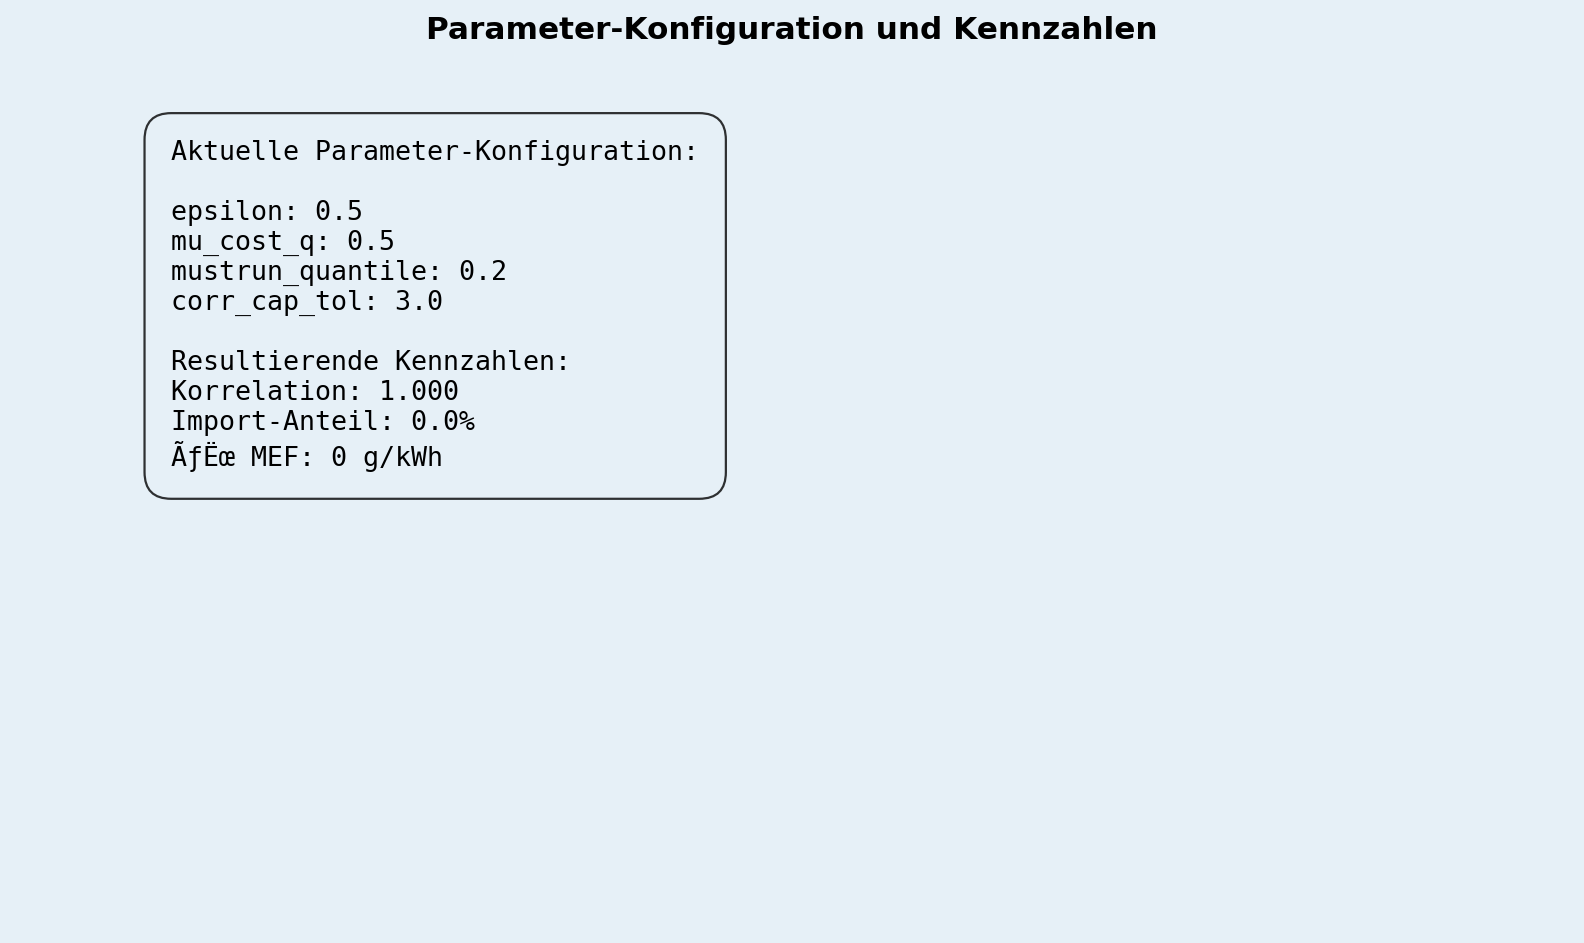 Parameter-Konfiguration und Kennzahlen
Aktuelle Parameter-Konfiguration:
epsilon: 0.5
mu_cost_q: 0.5
mustrun_quantile: 0.2
corr_cap_tol: 3.0
Resultierende Kennzahlen:
Korrelation: 1.000
Import-Anteil: 0.0%
ÃƒËœ MEF: 0 g/kWh